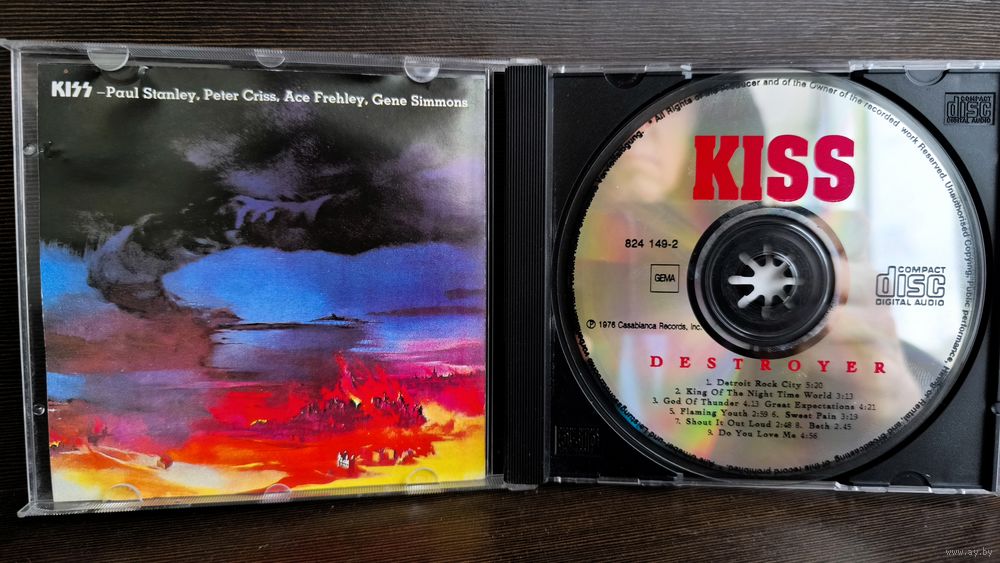 KISS –Paul Stanley, Peter Criss, Ace Frehley, Gene Simmons
All Rights
Producer and of the Owner of the recorded work Reserved. Unauthorised Copying, Public performance,
COMPACT
disc
DIGITAL AUDIO
KISS
824 149-2
GEMA
COMPACT
disc
DIGITAL AUDIO
℗ 1976 Casablanca Records, Inc.
DESTROYER
1. Detroit Rock City 5:20
2. King Of The Night Time World 3:13
3. God Of Thunder 4.13 Great Expectations 4:21
5. Flaming Youth 2:59 6. Sweet Pain 3:19
7. Shout It Out Loud 2:48 8. Beth 2.45
9. Do You Love Me 4:56
www.ay.by